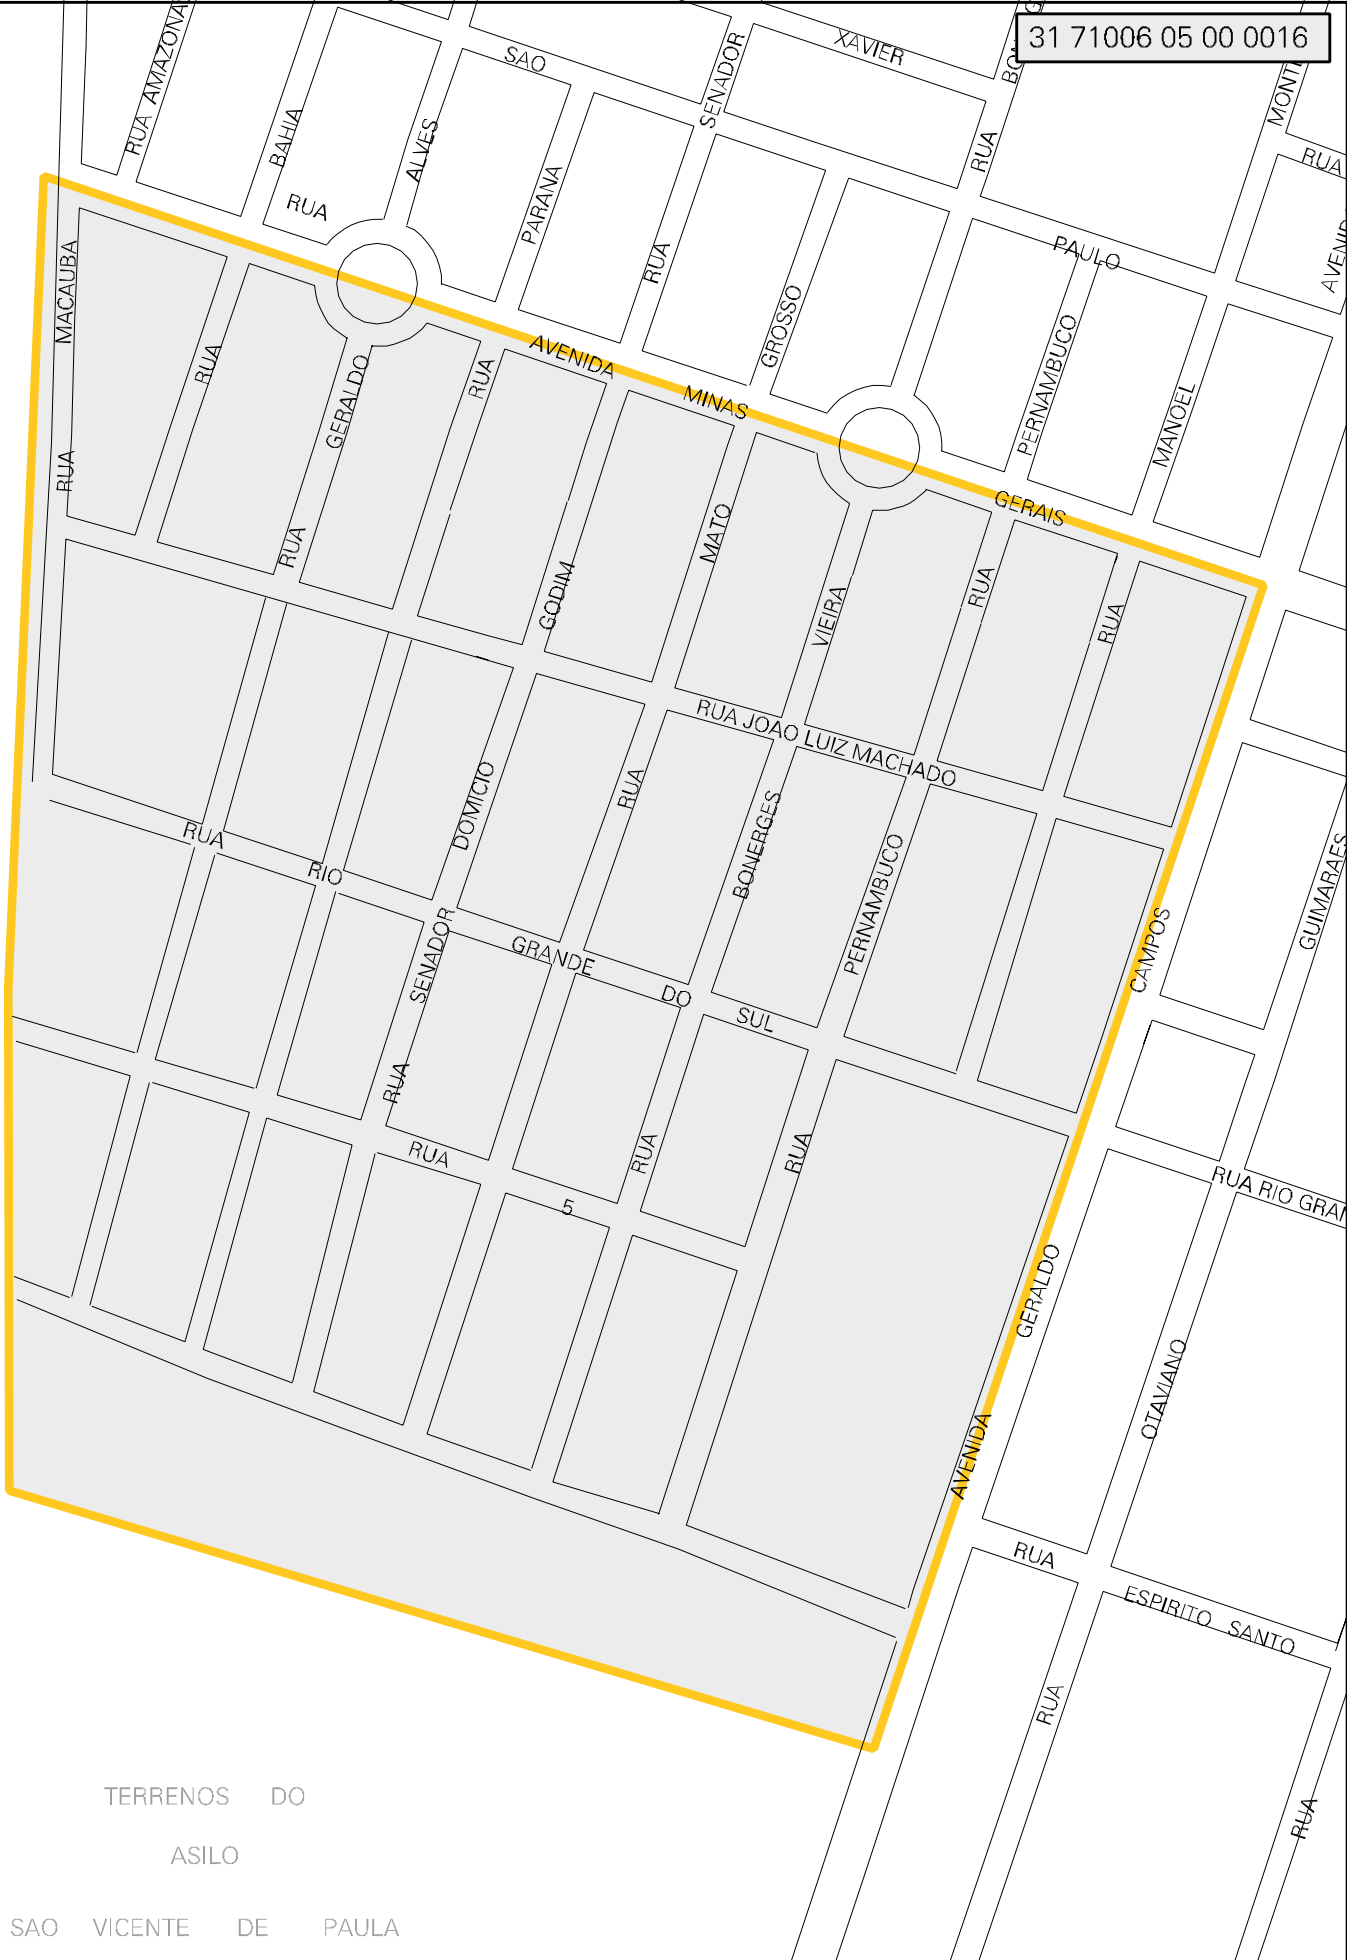 31 71006 05 00 0016
RUA AMAZONA
BAHIA
ALVES
SAO
SENADOR
XAVIER
RUA
MONTE
RUA
RUA
PARANA
RUA
GROSSO
PAULO
PERNAMBUCO
MANOEL
RUA MACAUBA
RUA
GERALDO
RUA
RUA
AVENIDA MINAS GERAIS
GODIM
MATO
VIEIRA
RUA
RUA
RUA JOAO LUIZ MACHADO
DOMICIO
RUA
BONERGES
PERNAMBUCO
RUA RIO GRANDE DO SUL
SENADOR
RUA
RUA
RUA
RUA 5
AVENIDA GERALDO CAMPOS
GUIMARAES
RUA RIO GRAN
OTAVIANO
RUA ESPIRITO SANTO
RUA
RUA
TERRENOS DO
ASILO
SAO VICENTE DE PAULA